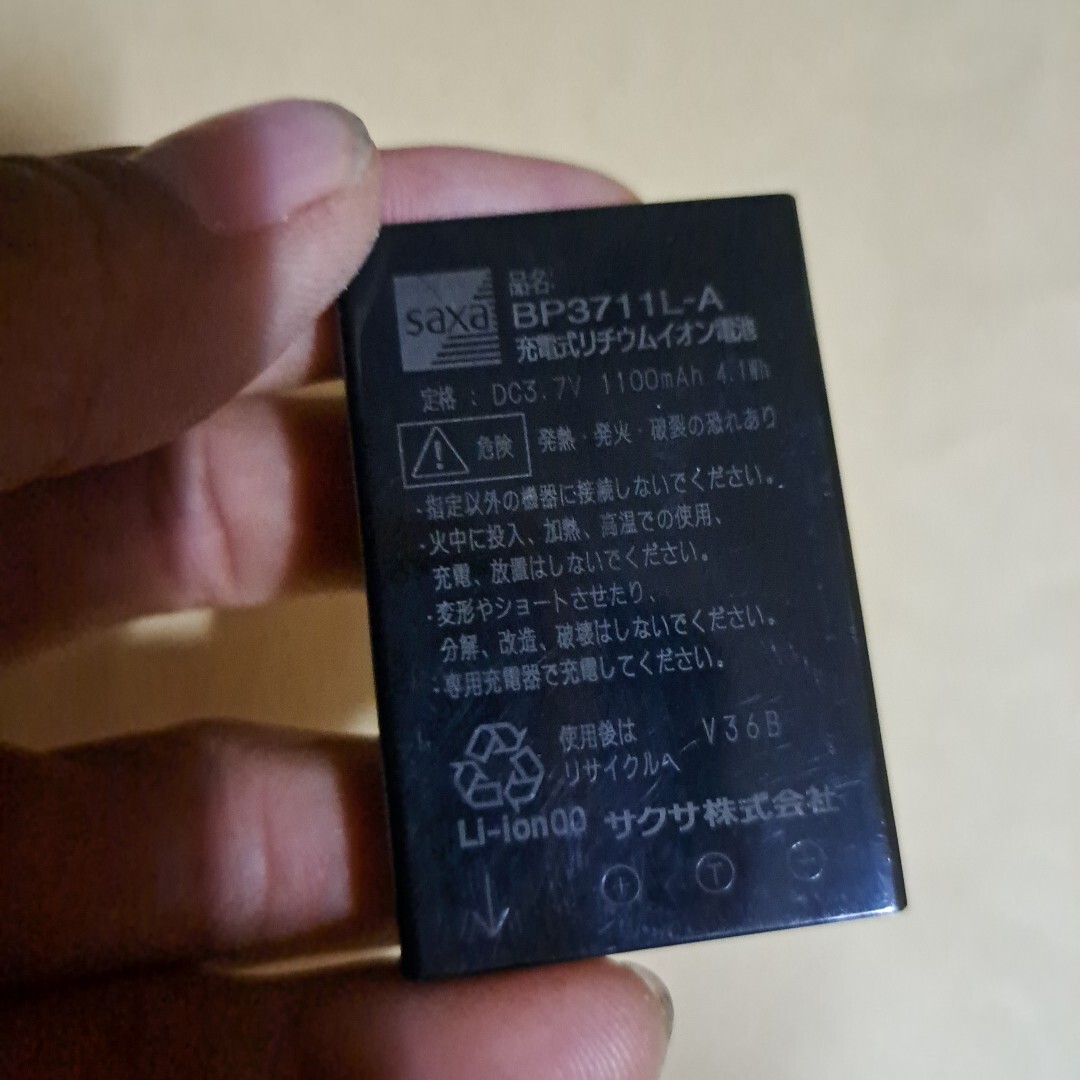 saxa
品名:
BP3711L-A
充電式リチウムイオン電池
定格 : DC3.7V 1100mAh 4.1Wh
危険 発熱・発火・破裂の恐れあり
・指定以外の機器に接続しないでください。
・火中に投入、加熱、高温での使用、
充電、放置はしないでください。
・変形やショートさせたり、
分解、改造、破壊はしないでください。
・専用充電器で充電してください。
使用後は
リサイクルへ
V36B
Li-ion00 サクサ株式会社
+ T -